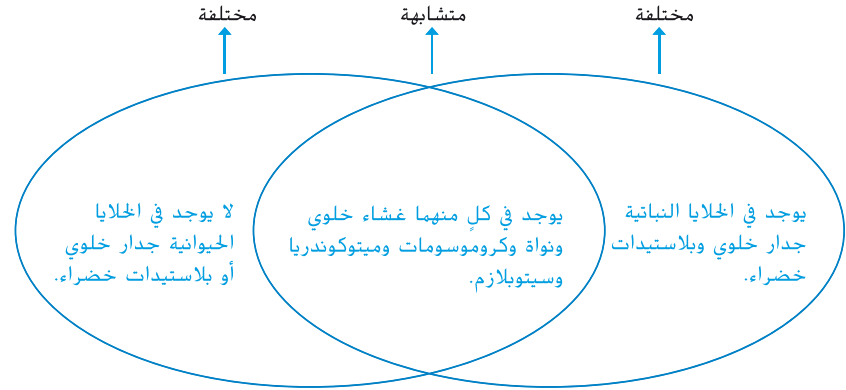 مختلفة
متشابهة
مختلفة
يوجد في الخلايا النباتية
جدار خلوي وبلاستيدات
خضراء.
يوجد في كلٍ منهما غشاء خلوي
ونواة وكروموسومات وميتوكوندريا
وسيتوبلازم.
لا يوجد في الخلايا
الحيوانية جدار خلوي
أو بلاستيدات خضراء.